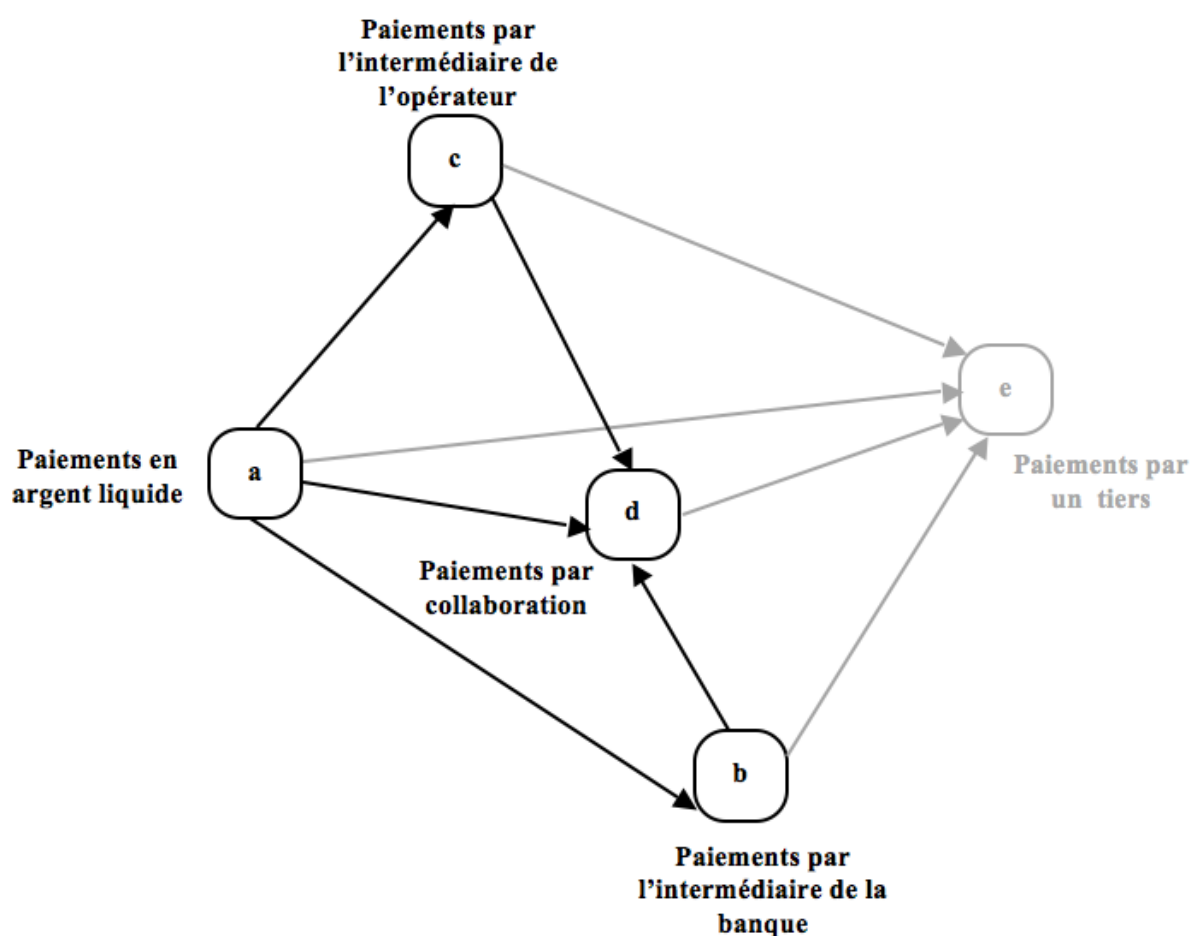 Paiements par
l’intermédiaire de
l’opérateur
c
e
Paiements par
un tiers
Paiements en
argent liquide
a
d
Paiements par
collaboration
b
Paiements par
l’intermédiaire de la
banque